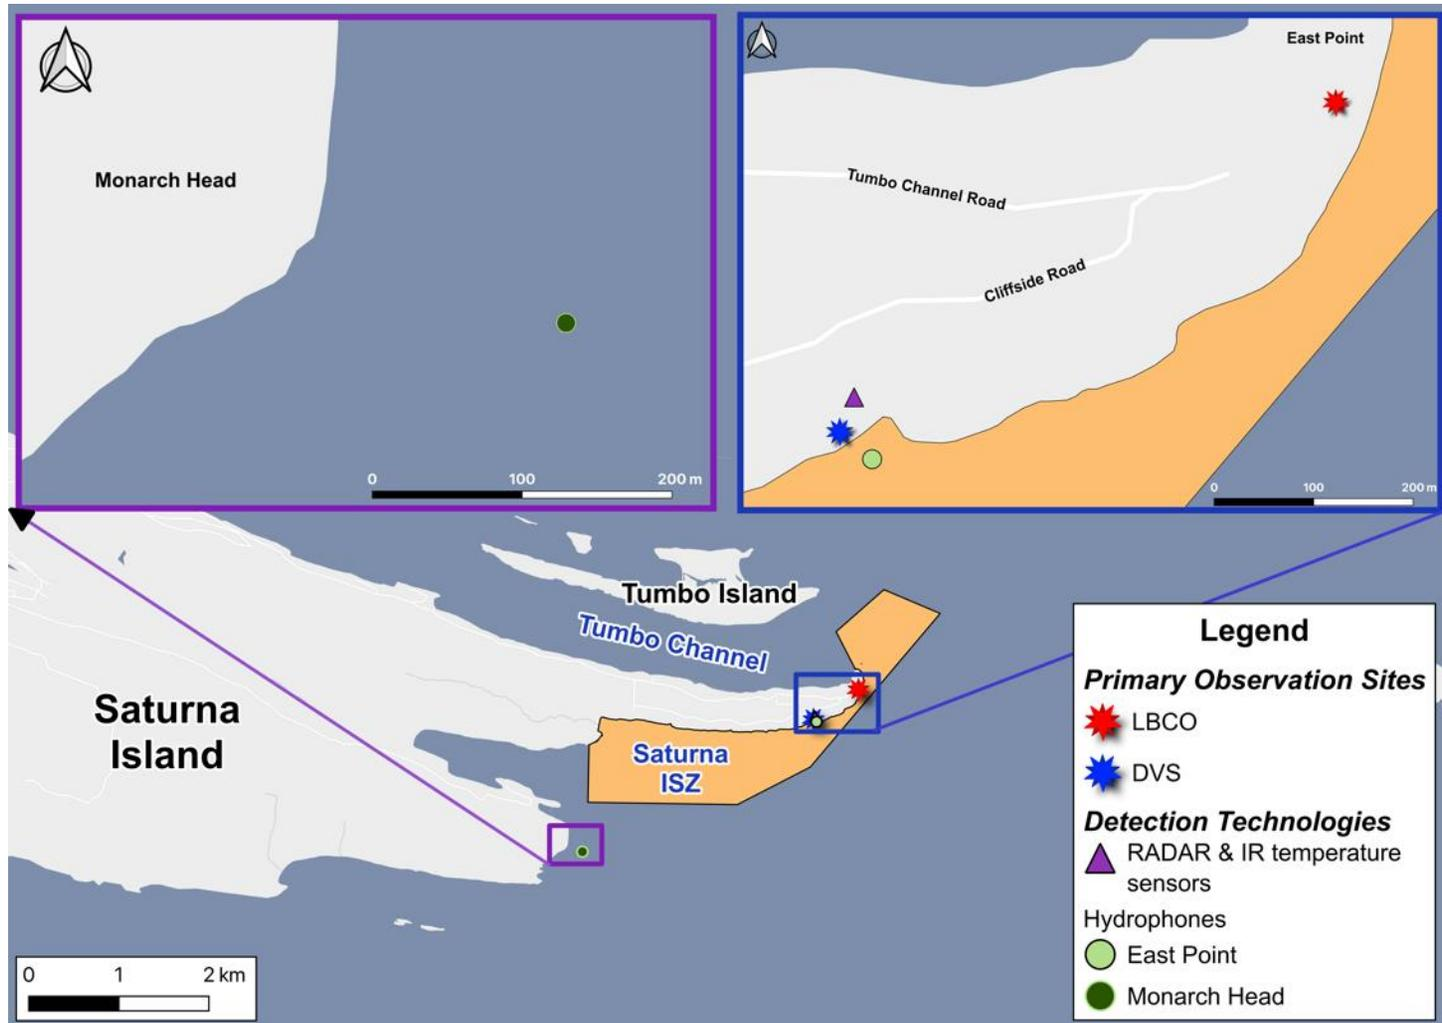 Monarch Head
0 100 200 m
East Point
Tumbo Channel Road
Cliffside Road
0 100 200 m
Tumbo Island
Tumbo Channel
Saturna
Island
Saturna
ISZ
0 1 2 km
Legend
Primary Observation Sites
LBCO
DVS
Detection Technologies
RADAR & IR temperature
sensors
Hydrophones
East Point
Monarch Head